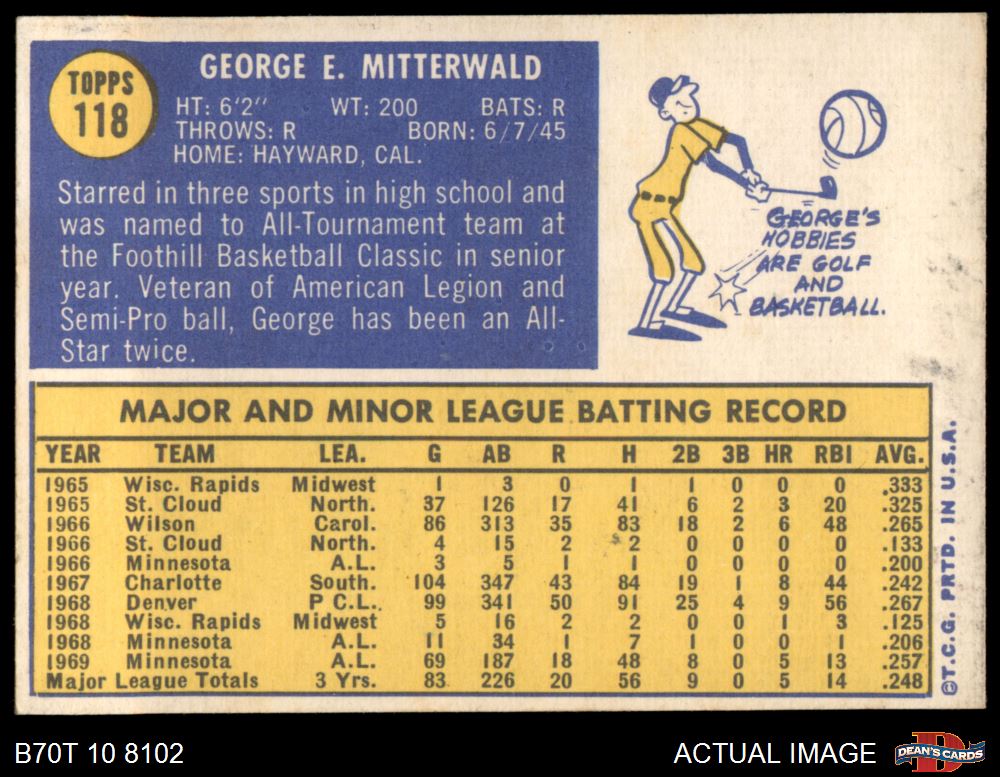 TOPPS
118
GEORGE E. MITTERWALD
HT: 6'2" WT: 200 BATS: R
THROWS: R BORN: 6/7/45
HOME: HAYWARD, CAL.
Starred in three sports in high school and
was named to All-Tournament team at
the Foothill Basketball Classic in senior
year. Veteran of American Legion and
Semi-Pro ball, George has been an All-
Star twice.
GEORGE'S
HOBBIES
ARE GOLF
AND
BASKETBALL.
MAJOR AND MINOR LEAGUE BATTING RECORD
YEAR TEAM LEA. G AB R H 2B 3B HR RBI AVG.
1965 Wisc. Rapids Midwest 1 3 0 1 1 0 0 0 .333
1965 St. Cloud North. 37 126 17 41 6 2 3 20 .325
1966 Wilson Carol. 86 313 35 83 18 2 6 48 .265
1966 St. Cloud North. 4 15 2 2 0 0 0 0 .133
1966 Minnesota A.L. 3 5 1 1 0 0 0 0 .200
1967 Charlotte South. 104 347 43 84 19 1 8 44 .242
1968 Denver P.C.L. 99 341 50 91 25 4 9 56 .267
1968 Wisc. Rapids Midwest 5 16 2 2 0 0 1 3 .125
1968 Minnesota A.L. 11 34 1 7 1 0 0 1 .206
1969 Minnesota A.L. 69 187 18 48 8 0 5 13 .257
Major League Totals 3 Yrs. 83 226 20 56 9 0 5 14 .248
©T.C.G. PRTD. IN U.S.A.
B70T 10 8102
ACTUAL IMAGE
DEAN'S CARDS